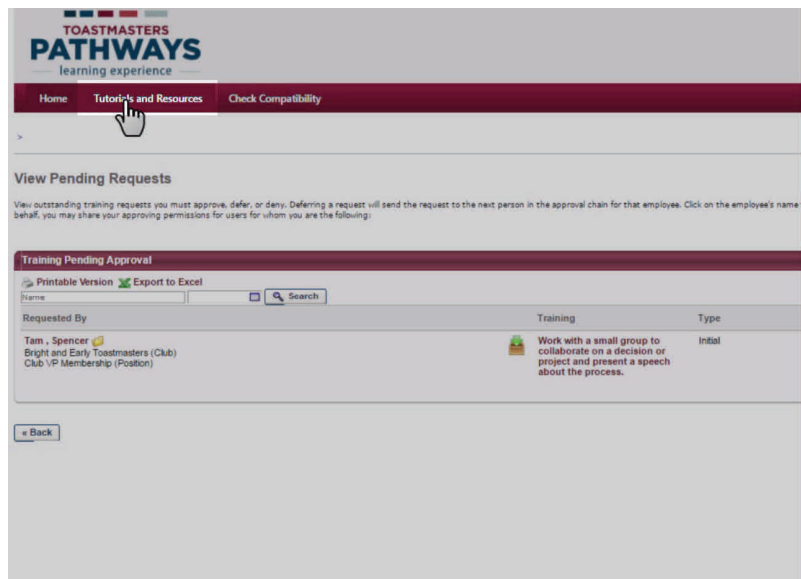 TOASTMASTERS
PATHWAYS
learning experience
Home Tutorials and Resources Check Compatibility
>
View Pending Requests
View outstanding training requests you must approve, defer, or deny. Deferring a request will send the request to the next person in the approval chain for that employee. Click on the employee's name
behalf, you may share your approving permissions for users for whom you are the following:
Training Pending Approval
Printable Version Export to Excel
Name Search
Requested By Training Type
Tam , Spencer Work with a small group to Initial
Bright and Early Toastmasters (Club) collaborate on a decision or
Club VP Membership (Position) project and present a speech
about the process.
« Back